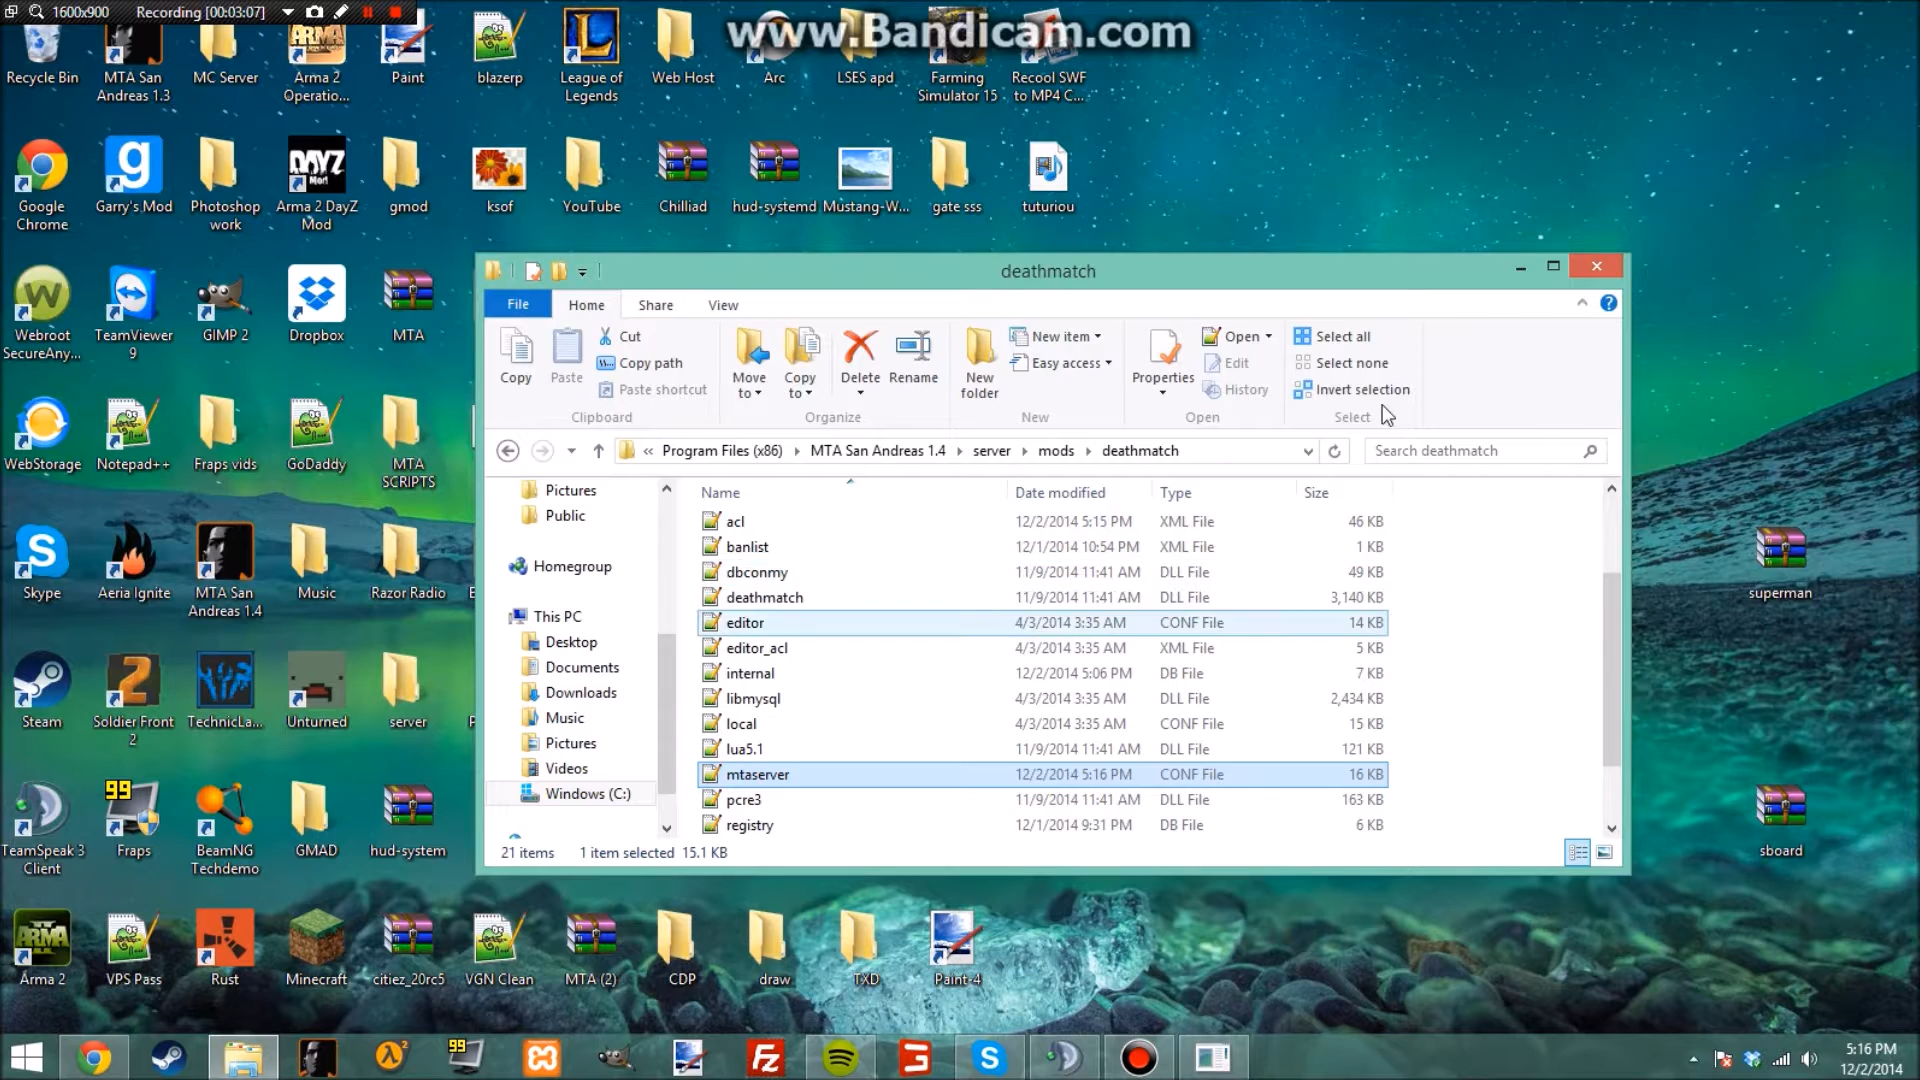 1600x900 Recording [00:03:07]
www.Bandicam.com
Recycle Bin
MTA San Andreas 1.3
MC Server
Arma 2 Operatio...
Paint
blazerp
League of Legends
Web Host
Arc
LSES apd
Farming Simulator 15
Recool SWF to MP4 C...
Google Chrome
Garry's Mod
Photoshop work
Arma 2 DayZ Mod
gmod
ksof
YouTube
Chilliad
hud-systemd
Mustang-W...
gate sss
tuturiou
Webroot SecureAny...
TeamViewer 9
GIMP 2
Dropbox
MTA
WebStorage
Notepad++
Fraps vids
GoDaddy
MTA SCRIPTS
Skype
Aeria Ignite
MTA San Andreas 1.4
Music
Razor Radio
Steam
Soldier Front 2
TechnicLa...
Unturned
server
TeamSpeak 3 Client
Fraps
BeamNG Techdemo
GMAD
hud-system
Arma 2
VPS Pass
Rust
Minecraft
citiez_20rc5
VGN Clean
MTA (2)
CDP
draw
TXD
Paint-4
superman
sboard
deathmatch
File Home Share View
Copy
Paste
Cut
Copy path
Paste shortcut
Clipboard
Move to
Copy to
Delete
Rename
Organize
New folder
New item
Easy access
New
Properties
Open
Edit
History
Open
Select all
Select none
Invert selection
Select
« Program Files (x86) MTA San Andreas 1.4 server mods deathmatch
Search deathmatch
Pictures
Public
Homegroup
This PC
Desktop
Documents
Downloads
Music
Pictures
Videos
Windows (C:)
Name Date modified Type Size
acl 12/2/2014 5:15 PM XML File 46 KB
banlist 12/1/2014 10:54 PM XML File 1 KB
dbconmy 11/9/2014 11:41 AM DLL File 49 KB
deathmatch 11/9/2014 11:41 AM DLL File 3,140 KB
editor 4/3/2014 3:35 AM CONF File 14 KB
editor_acl 4/3/2014 3:35 AM XML File 5 KB
internal 12/2/2014 5:06 PM DB File 7 KB
libmysql 4/3/2014 3:35 AM DLL File 2,434 KB
local 4/3/2014 3:35 AM CONF File 15 KB
lua5.1 11/9/2014 11:41 AM DLL File 121 KB
mtaserver 12/2/2014 5:16 PM CONF File 16 KB
pcre3 11/9/2014 11:41 AM DLL File 163 KB
registry 12/1/2014 9:31 PM DB File 6 KB
21 items 1 item selected 15.1 KB
5:16 PM
12/2/2014